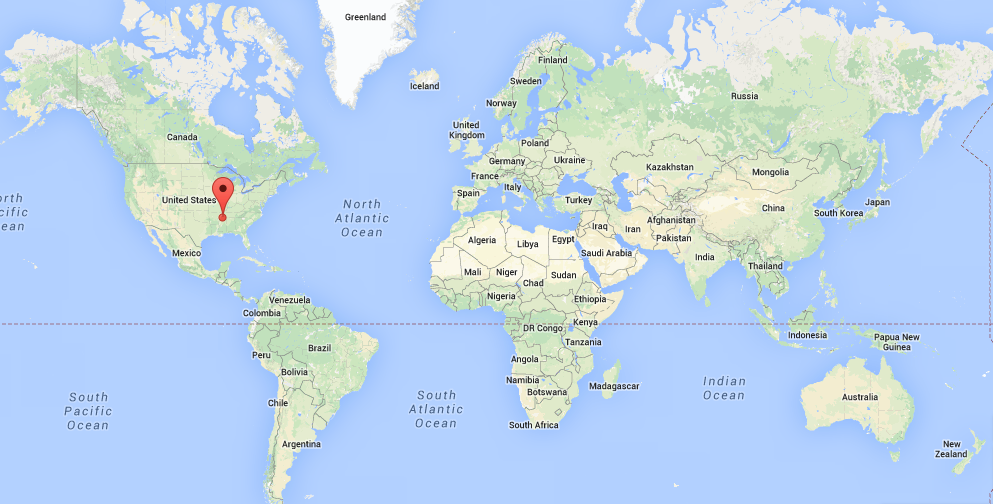 Greenland
Iceland
Finland
Sweden
Norway
Russia
Canada
United
Kingdom
Poland
Germany
Ukraine
France
Kazakhstan
Mongolia
Italy
Spain
United States
Turkey
North
Atlantic
Ocean
orth
cific
ean
China
Japan
South Korea
Afghanistan
Iraq
Iran
Pakistan
Algeria
Libya
Egypt
Saudi Arabia
Mexico
India
Thailand
Mali
Niger
Chad
Sudan
Nigeria
Ethiopia
Venezuela
Colombia
Kenya
DR Congo
Tanzania
Indonesia
Papua New
Guinea
Brazil
Peru
Bolivia
Angola
Namibia
Botswana
Madagascar
Indian
Ocean
South
Pacific
Ocean
South
Atlantic
Ocean
Chile
Australia
South Africa
Argentina
New
Zealand